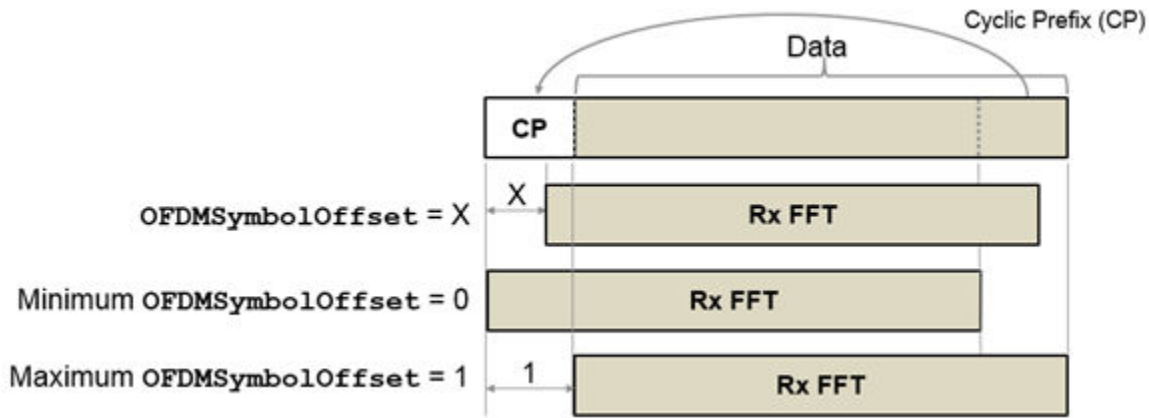 Cyclic Prefix (CP)
Data
CP
X
OFDMSymbolOffset = X
Rx FFT
Minimum OFDMSymbolOffset = 0
Rx FFT
Maximum OFDMSymbolOffset = 1
1
Rx FFT